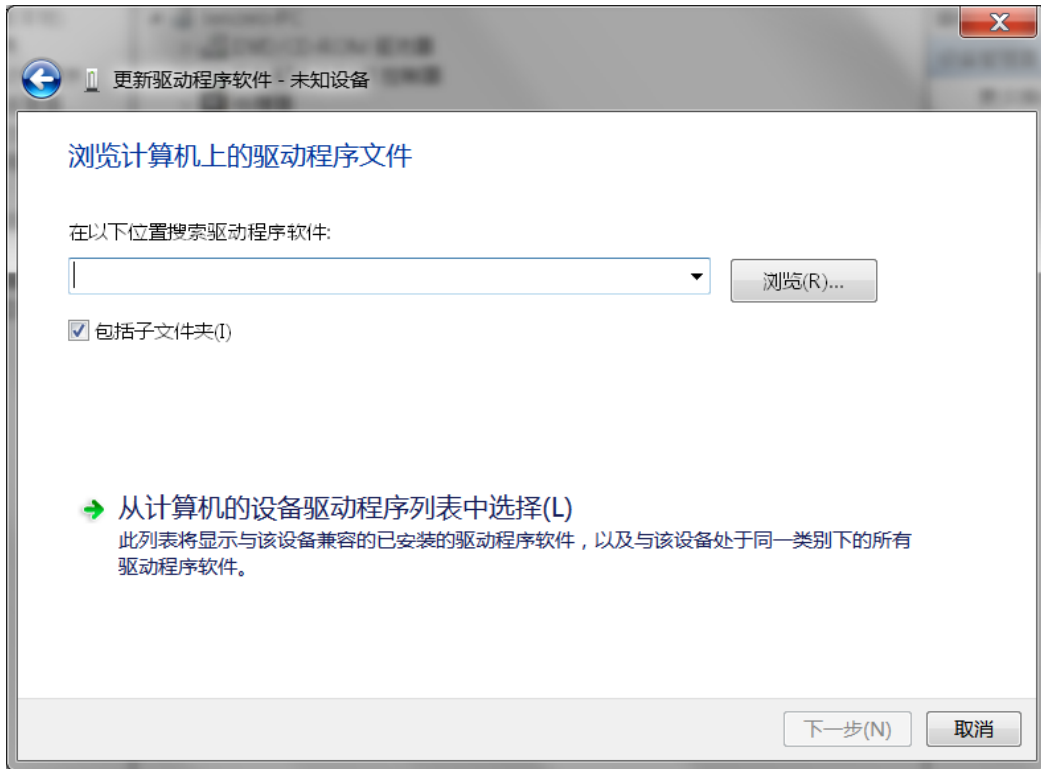 更新驱动程序软件 - 未知设备
浏览计算机上的驱动程序文件
在以下位置搜索驱动程序软件:
浏览(R)...
包括子文件夹(I)
从计算机的设备驱动程序列表中选择(L)
此列表将显示与该设备兼容的已安装的驱动程序软件，以及与该设备处于同一类别下的所有
驱动程序软件。
下一步(N)
取消